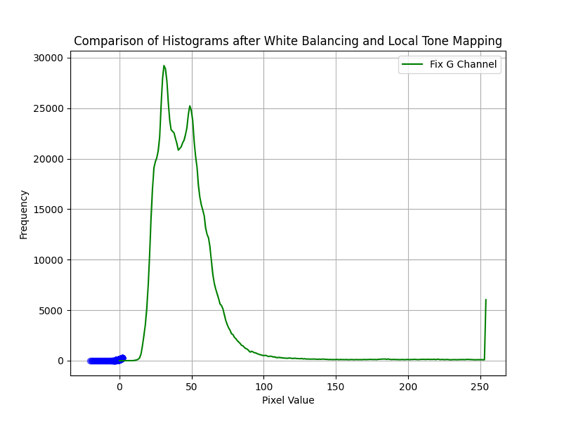 Comparison of Histograms after White Balancing and Local Tone Mapping
Fix G Channel
30000
25000
20000
15000
10000
5000
0
Frequency
0 50 100 150 200 250
Pixel Value